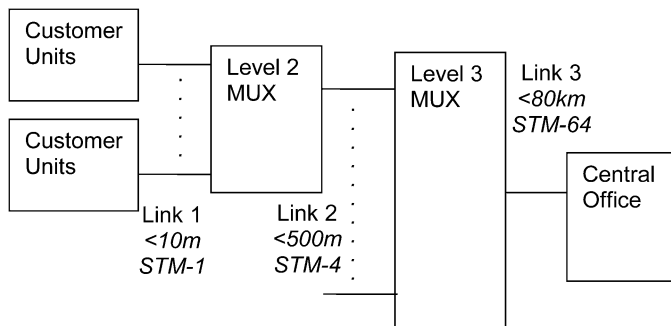 Customer
Units
Level 2
MUX
Level 3
MUX
Link 3
<80km
STM-64
Customer
Units
Central
Office
Link 1
<10m
STM-1
Link 2
<500m
STM-4